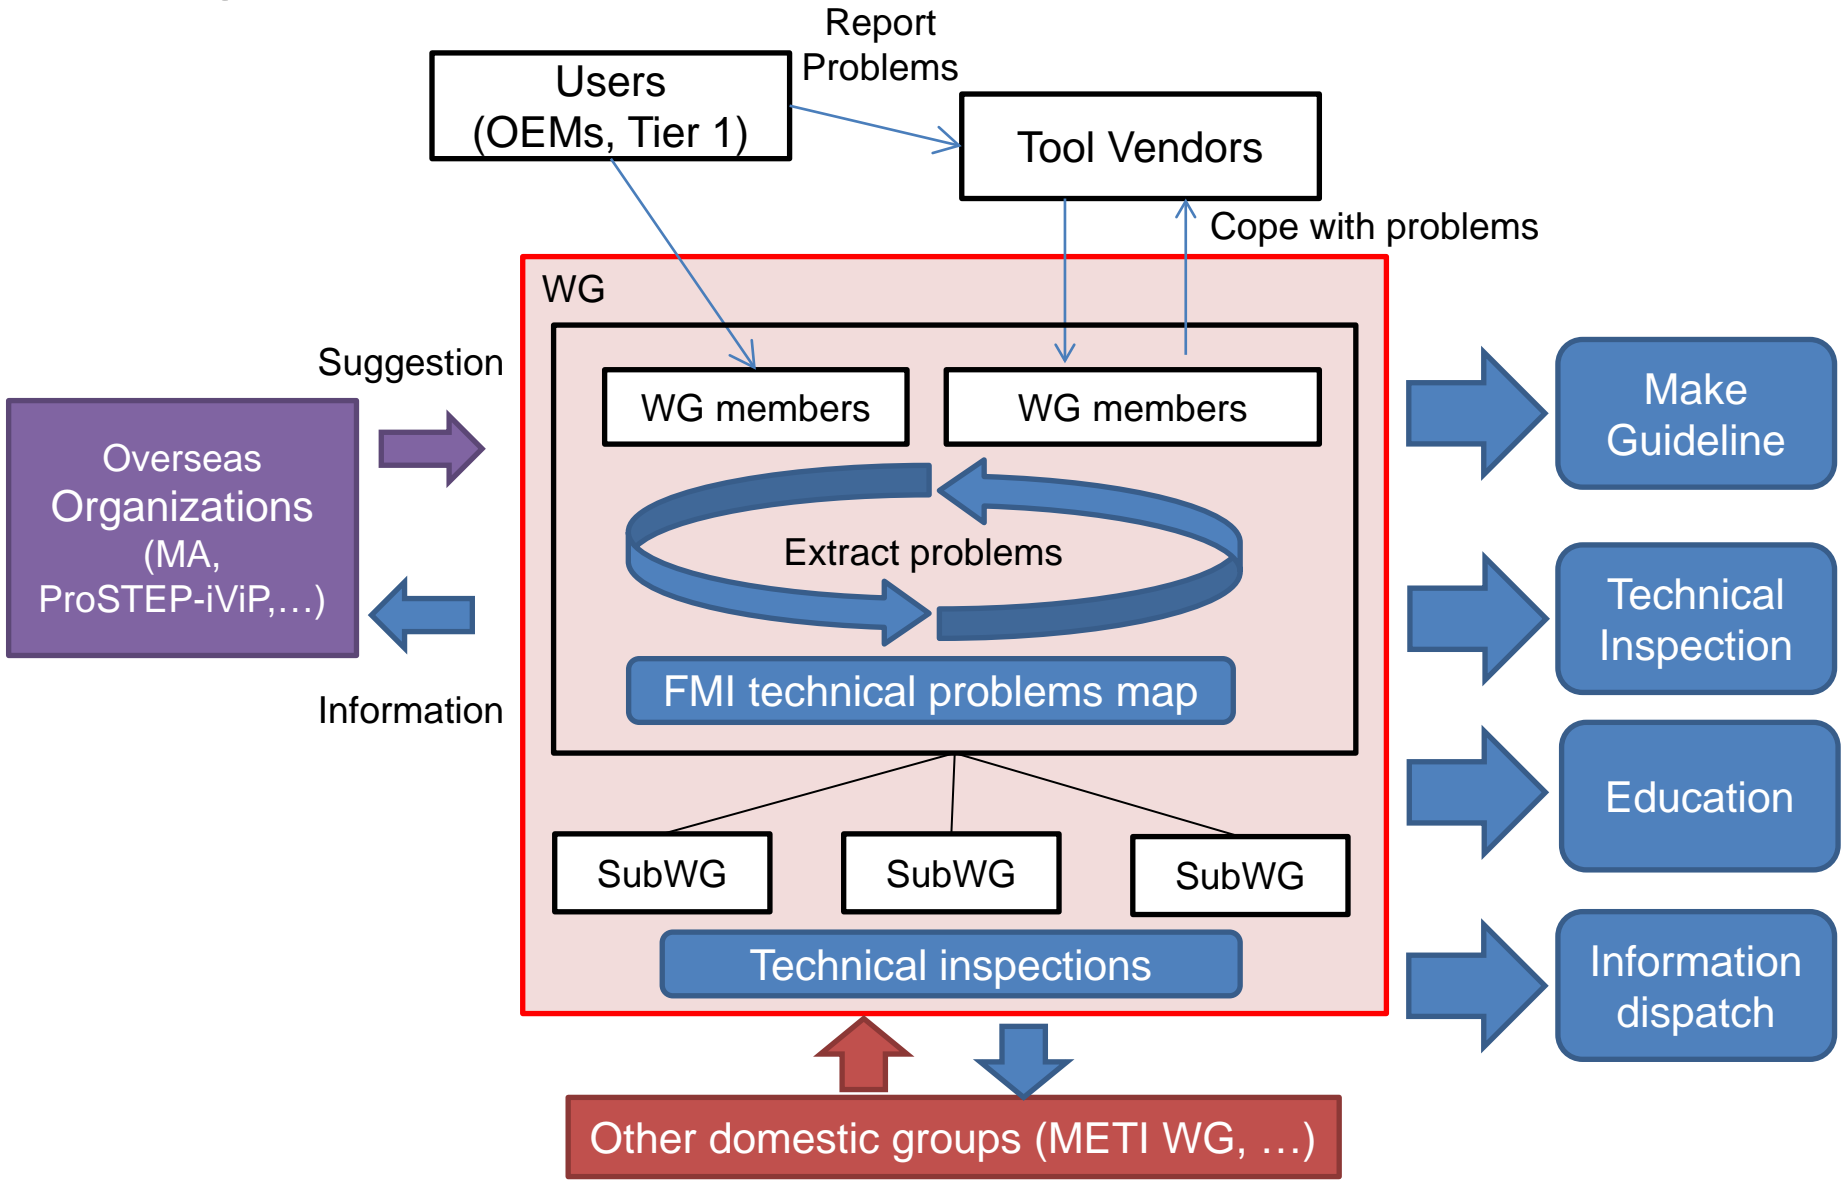 Report
Problems
Users
(OEMs, Tier 1)
Tool Vendors
Cope with problems
WG
Suggestion
WG members
WG members
Make
Guideline
Overseas
Organizations
(MA,
ProSTEP-iViP,…)
Extract problems
Technical
Inspection
FMI technical problems map
Information
Education
SubWG
SubWG
SubWG
Technical inspections
Information
dispatch
Other domestic groups (METI WG, …)